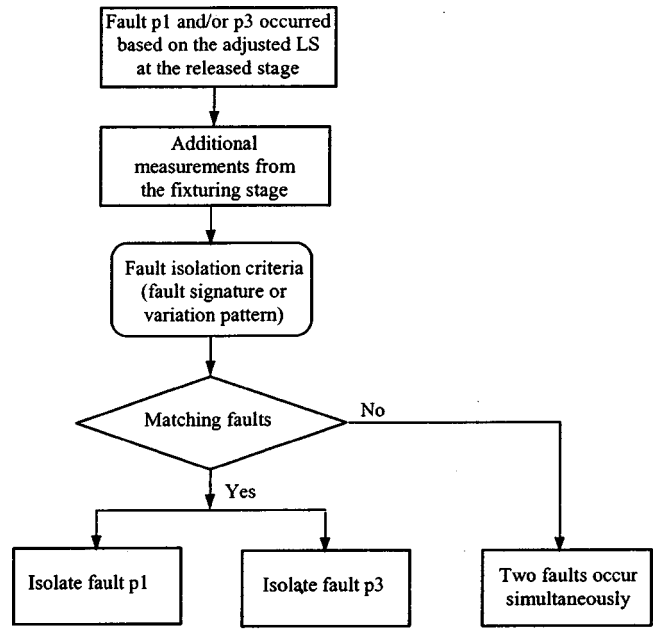 Fault p1 and/or p3 occurred
based on the adjusted LS
at the released stage
Additional
measurements from
the fixturing stage
Fault isolation criteria
(fault signature or
variation pattern)
Matching faults
No
Yes
Isolate fault p1
Isolate fault p3
Two faults occur
simultaneously